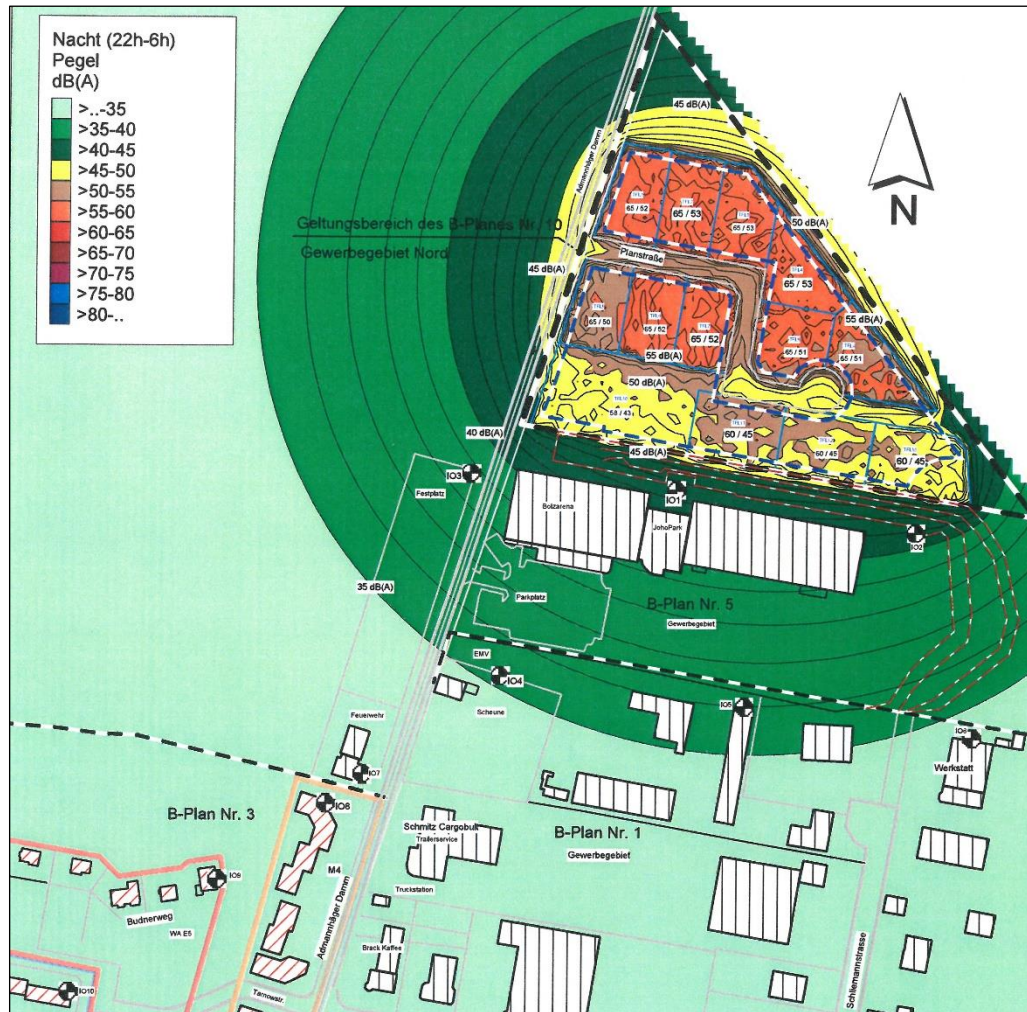 Nacht (22h-6h)
Pegel
dB(A)
>..-35
>35-40
>40-45
>45-50
>50-55
>55-60
>60-65
>65-70
>70-75
>75-80
>80-..
N
45 dB(A)
Admannhäger Damm
50 dB(A)
65 / 52
65 / 53
65 / 53
Geltungsbereich des B-Planes Nr. 10
Gewerbegebiet Nord
Planstraße
45 dB(A)
65 / 53
65 / 50
65 / 52
65 / 52
55 dB(A)
65 / 51
65 / 51
55 dB(A)
50 dB(A)
58 / 43
60 / 45
60 / 45
60 / 45
40 dB(A)
45 dB(A)
IO3
Festplatz
IO1
Bolzarena
JohoPark
IO2
35 dB(A)
Parkplatz
B-Plan Nr. 5
Gewerbegebiet
EMV
IO4
Scheune
IO5
Feuerwehr
IO6
Werkstatt
IO7
IO8
B-Plan Nr. 3
Schmitz Cargobull
Trailerservice
B-Plan Nr. 1
Gewerbegebiet
M4
Truckstation
IO9
Budnerweg
WA E5
Admannhäger Damm
Brack Kaffee
Schliemannstrasse
IO10
Tarnowstr.